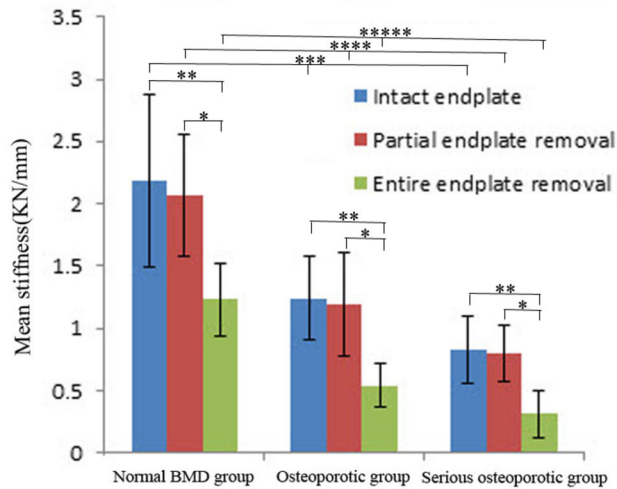 *****
****
***
**
*
Intact endplate
Partial endplate removal
Entire endplate removal
**
*
**
*
3.5
3
2.5
2
1.5
1
0.5
0
Mean stiffness(KN/mm)
Normal BMD group
Osteoporotic group
Serious osteoporotic group